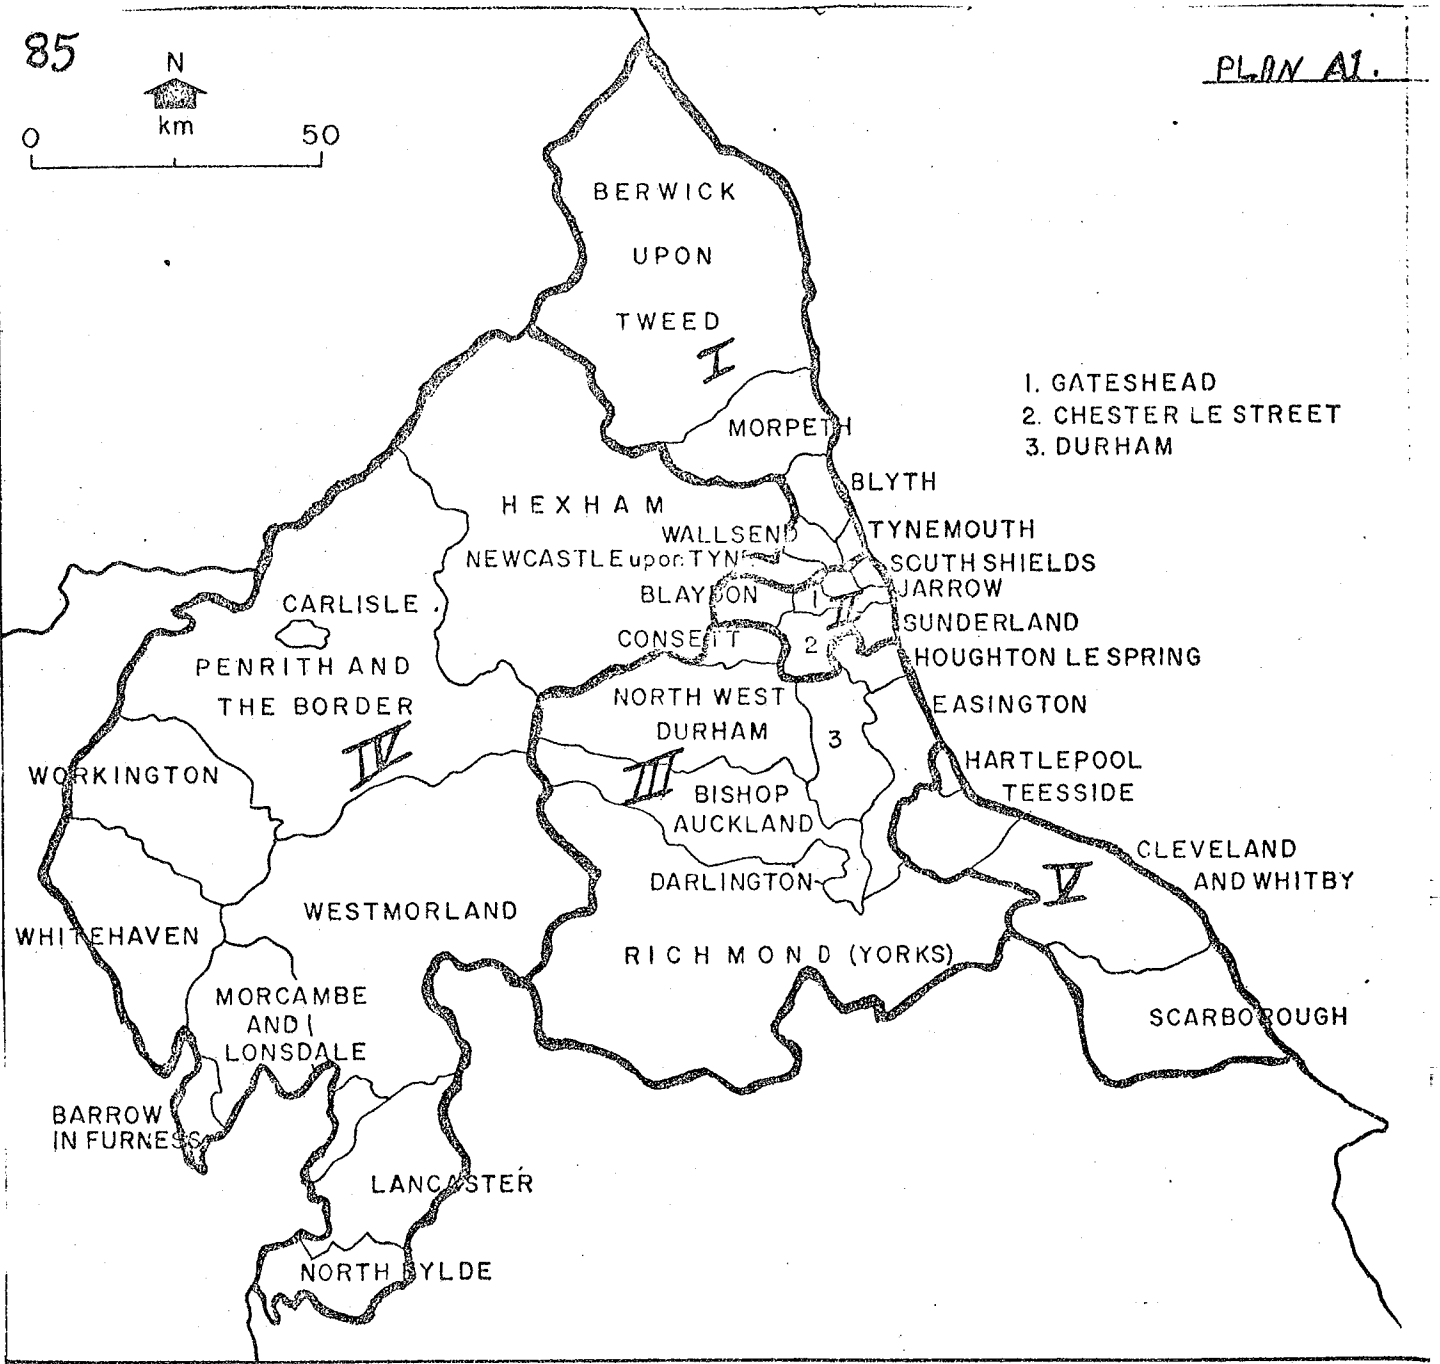 85
PLAN A1.
N
km
0 50
BERWICK
UPON
TWEED
I
1. GATESHEAD
2. CHESTER LE STREET
3. DURHAM
MORPETH
BLYTH
HEXHAM
WALLSEND
TYNEMOUTH
NEWCASTLE upon TYNE
SOUTH SHIELDS
BLAYDON
1
II
JARROW
CARLISLE
SUNDERLAND
CONSETT
2
HOUGHTON LE SPRING
PENRITH AND
THE BORDER
NORTH WEST
DURHAM
EASINGTON
3
IV
HARTLEPOOL
WORKINGTON
III
TEESSIDE
BISHOP
AUCKLAND
CLEVELAND
AND WHITBY
V
DARLINGTON
WESTMORLAND
WHITEHAVEN
RICHMOND (YORKS)
MORCAMBE
AND
LONSDALE
SCARBOROUGH
BARROW
IN FURNESS
LANCASTER
NORTH FYLDE